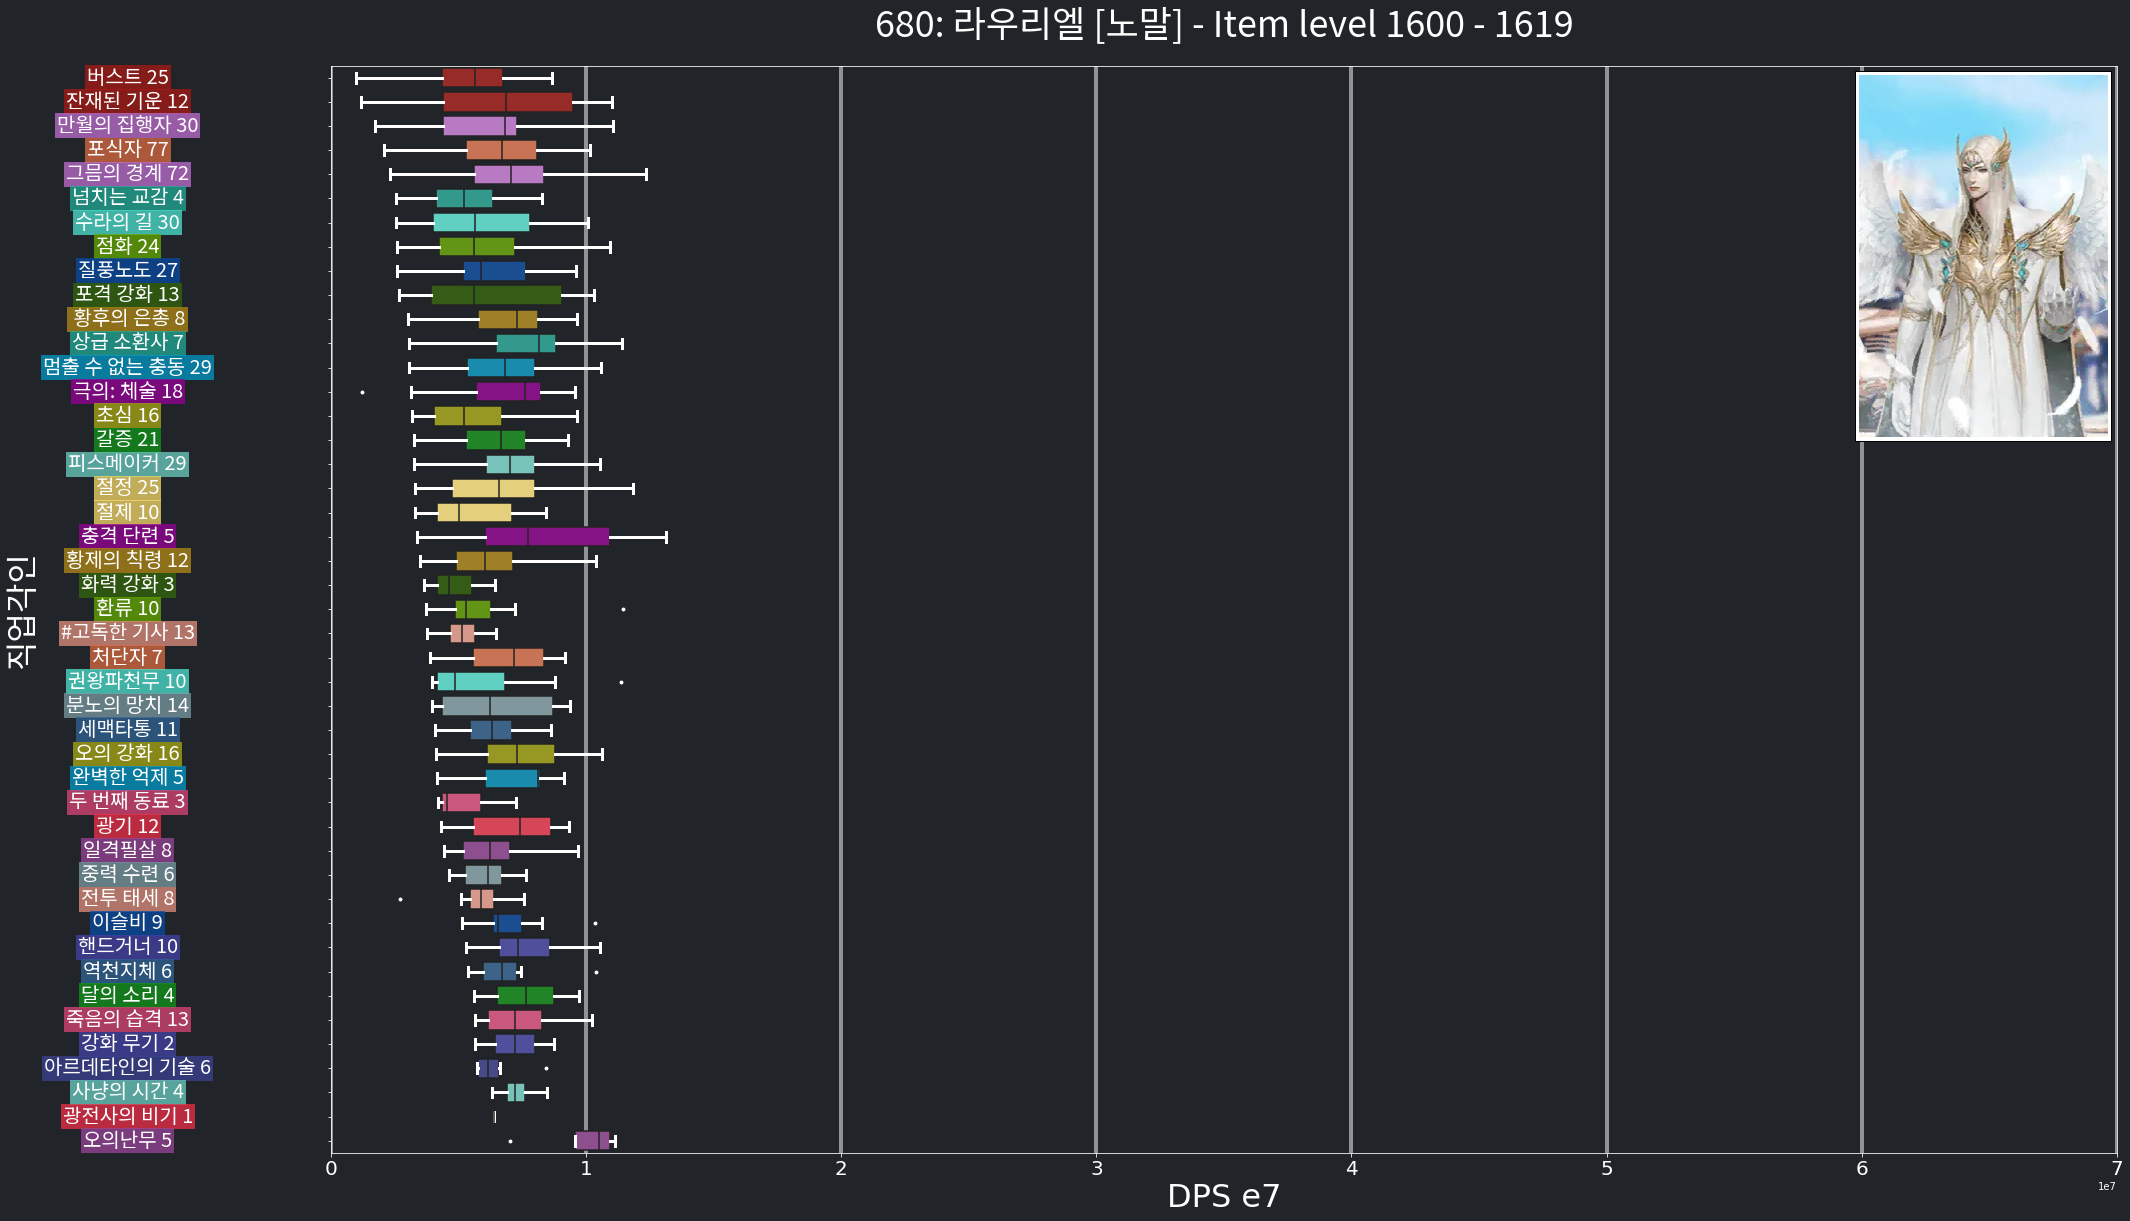 680: 라우리엘 [노말] - Item level 1600 - 1619
버스트 25
잔재된 기운 12
만월의 집행자 30
포식자 77
그믐의 경계 72
넘치는 교감 4
수라의 길 30
점화 24
질풍노도 27
포격 강화 13
황후의 은총 8
상급 소환사 7
멈출 수 없는 충동 29
극의: 체술 18
초심 16
갈증 21
피스메이커 29
절정 25
절제 10
충격 단련 5
황제의 칙령 12
화력 강화 3
환류 10
#고독한 기사 13
처단자 7
권왕파천무 10
분노의 망치 14
세맥타통 11
오의 강화 16
완벽한 억제 5
두 번째 동료 3
광기 12
일격필살 8
중력 수련 6
전투 태세 8
이슬비 9
핸드거너 10
역천지체 6
달의 소리 4
죽음의 습격 13
강화 무기 2
아르데타인의 기술 6
사냥의 시간 4
광전사의 비기 1
오의난무 5
직업각인
0 1 2 3 4 5 6 7
1e7
DPS e7